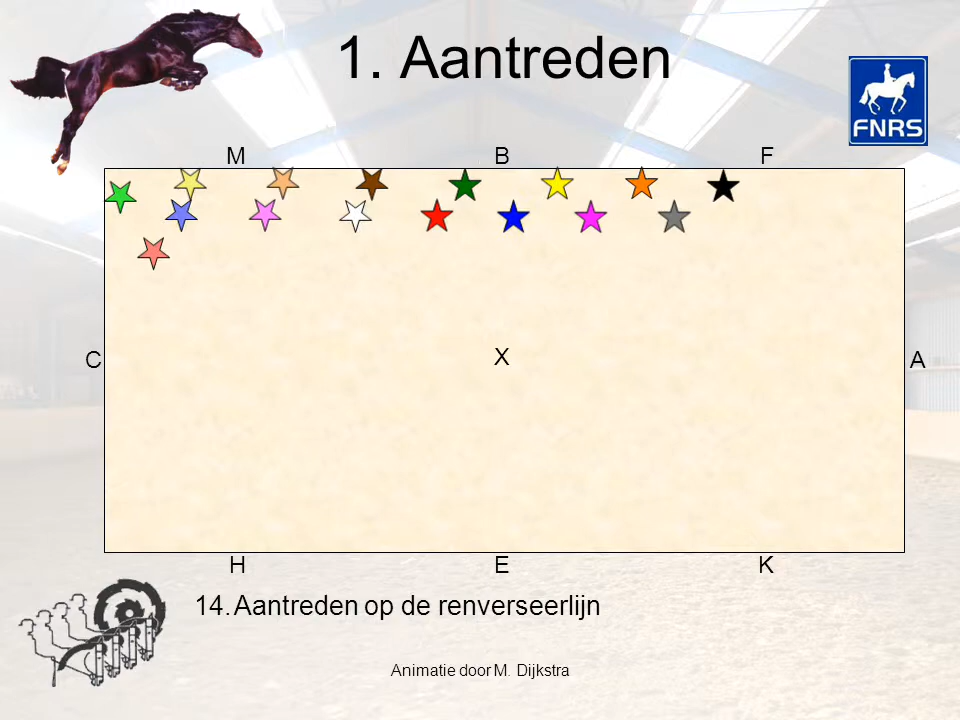 1. Aantreden
FNRS
M B F
C X A
H E K
14. Aantreden op de renverseerlijn
Animatie door M. Dijkstra